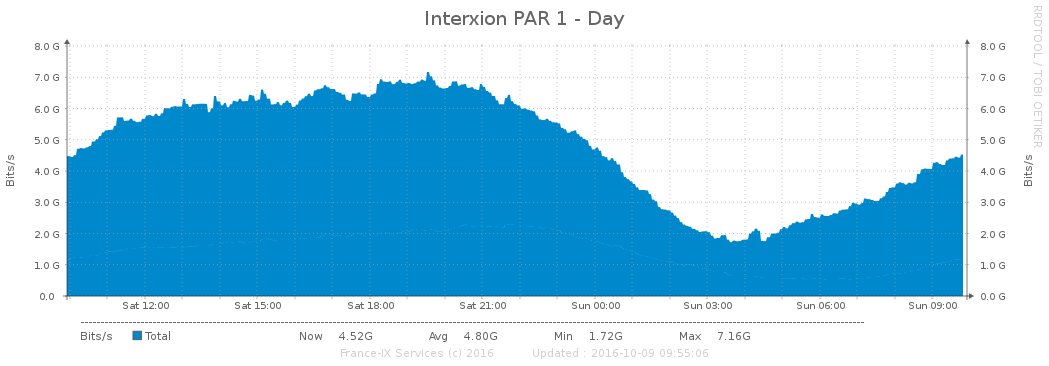 Interxion PAR 1 - Day
RRDTOOL / TOBI OETIKER
Bits/s
8.0 G 8.0 G
7.0 G 7.0 G
6.0 G 6.0 G
5.0 G 5.0 G
4.0 G 4.0 G
3.0 G 3.0 G
2.0 G 2.0 G
1.0 G 1.0 G
0.0 0.0 G
Bits/s
Sat 12:00 Sat 15:00 Sat 18:00 Sat 21:00 Sun 00:00 Sun 03:00 Sun 06:00 Sun 09:00
Bits/s Total Now 4.52G Avg 4.80G Min 1.72G Max 7.16G
France-IX Services (c) 2016 Updated : 2016-10-09 09:55:06